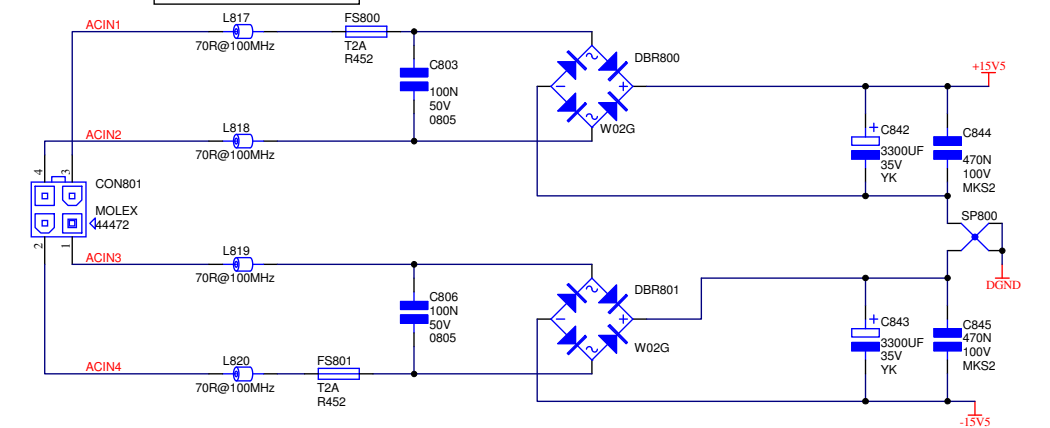 L817
FS800
ACIN1
70R@100MHz
T2A
R452
C803
100N
50V
0805
DBR800
+
W02G
+15V5
L818
ACIN2
70R@100MHz
+
C842
3300UF
35V
YK
C844
470N
100V
MKS2
4
3
CON801
MOLEX
44472
2
1
SP800
DGND
L819
ACIN3
70R@100MHz
C806
100N
50V
0805
DBR801
+
W02G
L820
FS801
ACIN4
70R@100MHz
T2A
R452
+
C843
3300UF
35V
YK
C845
470N
100V
MKS2
-15V5